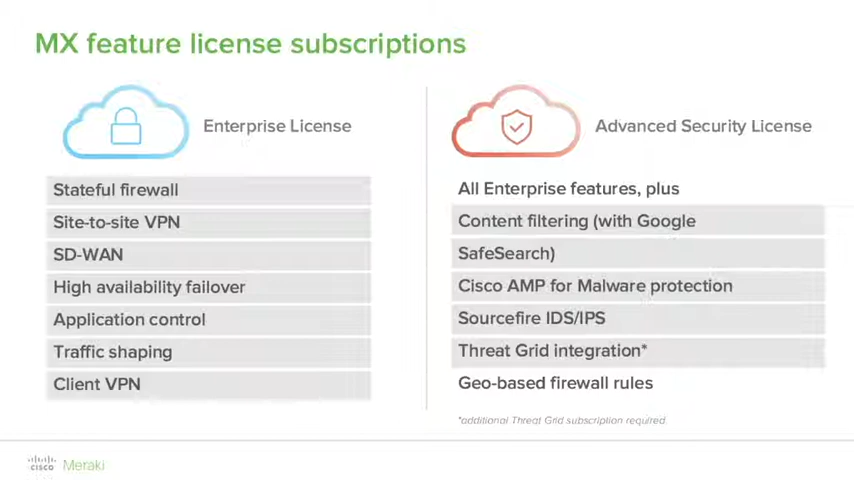 MX feature license subscriptions
Enterprise License
Stateful firewall
Site-to-site VPN
SD-WAN
High availability failover
Application control
Traffic shaping
Client VPN
Advanced Security License
All Enterprise features, plus
Content filtering (with Google
SafeSearch)
Cisco AMP for Malware protection
Sourcefire IDS/IPS
Threat Grid integration*
Geo-based firewall rules
*additional Threat Grid subscription required.
CISCO Meraki